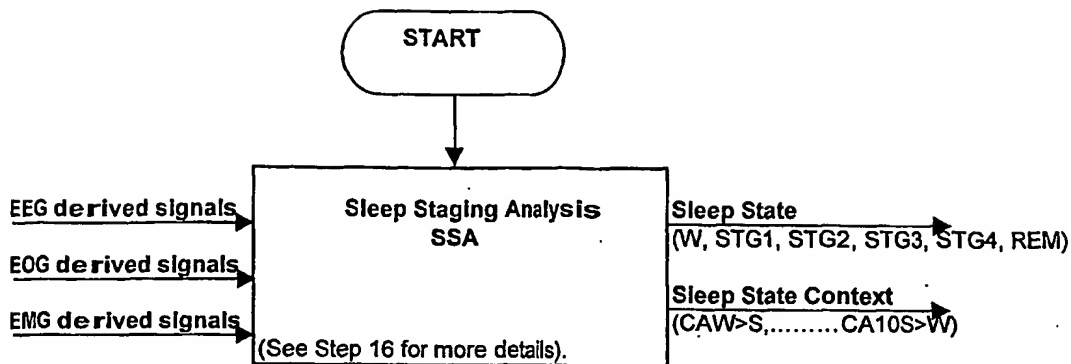 START
EEG derived signals
EOG derived signals
EMG derived signals
Sleep Staging Analysis
SSA
(See Step 16 for more details).
Sleep State
(W, STG1, STG2, STG3, STG4, REM)
Sleep State Context
(CAW>S,.........CA10S>W)